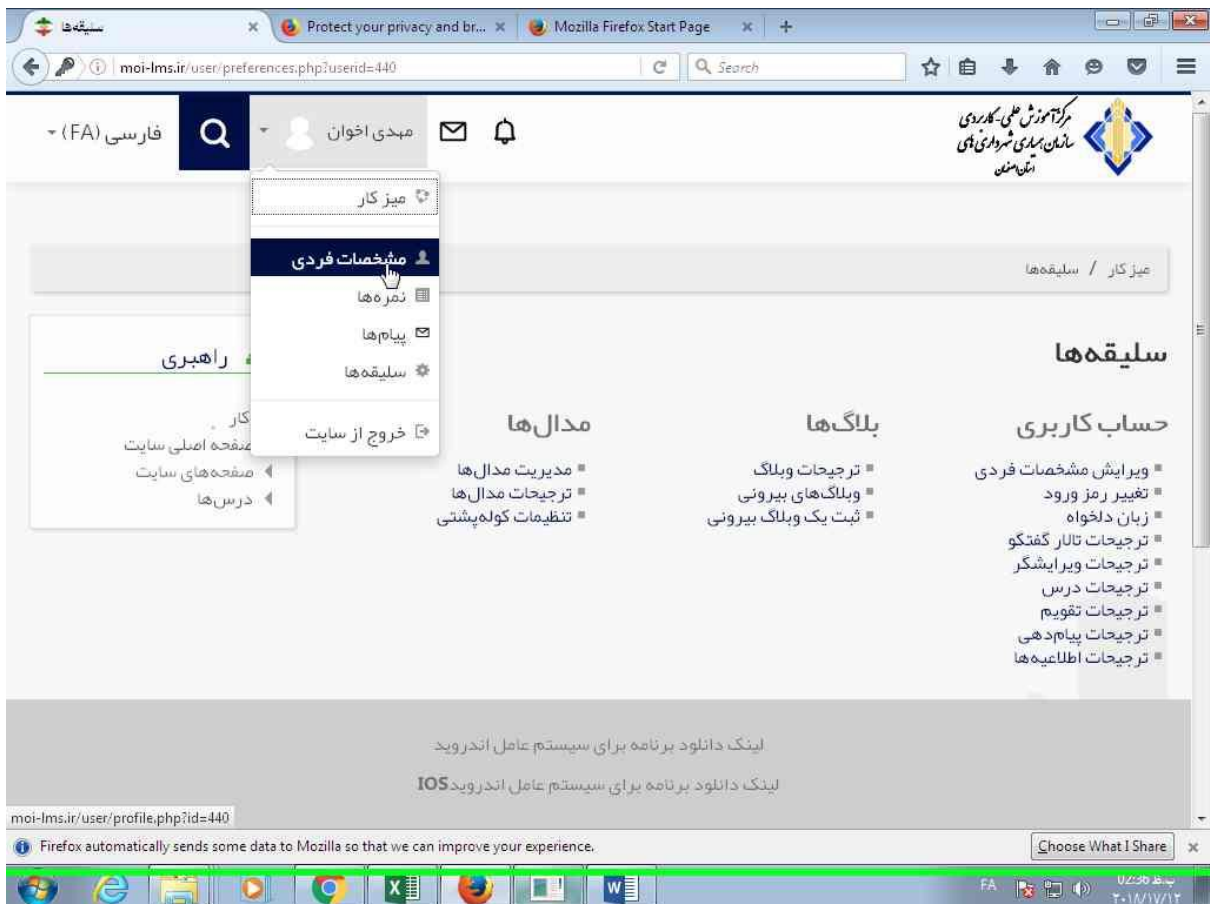 سلیقه‌ها
Protect your privacy and br...
Mozilla Firefox Start Page
moi-lms.ir/user/preferences.php?userid=440
Search
مرکز آموزش علمی-کاربردی
سازمان همیاری شهرداری های
استان اصفهان
مهدی اخوان
فارسی (FA)
میز کار
مشخصات فردی
نمره‌ها
پیام‌ها
سلیقه‌ها
خروج از سایت
میز کار / سلیقه‌ها
سلیقه‌ها
حساب کاربری
ویرایش مشخصات فردی
تغییر رمز ورود
زبان دلخواه
ترجیحات تالار گفتگو
ترجیحات ویرایشگر
ترجیحات درس
ترجیحات تقویم
ترجیحات پیام‌دهی
ترجیحات اطلاعیه‌ها
بلاگ‌ها
ترجیحات وبلاگ
وبلاگ‌های بیرونی
ثبت یک وبلاگ بیرونی
مدال‌ها
مدیریت مدال‌ها
ترجیحات مدال‌ها
تنظیمات کوله‌پشتی
راهبری
کار
صفحه اصلی سایت
صفحه‌های سایت
درس‌ها
لینک دانلود برنامه برای سیستم عامل اندروید
لینک دانلود برنامه برای سیستم عامل اندرویدIOS
moi-lms.ir/user/profile.php?id=440
Firefox automatically sends some data to Mozilla so that we can improve your experience.
Choose What I Share
FA
02:36 ب.ظ
۲۰۱۸/۱۷/۱۲